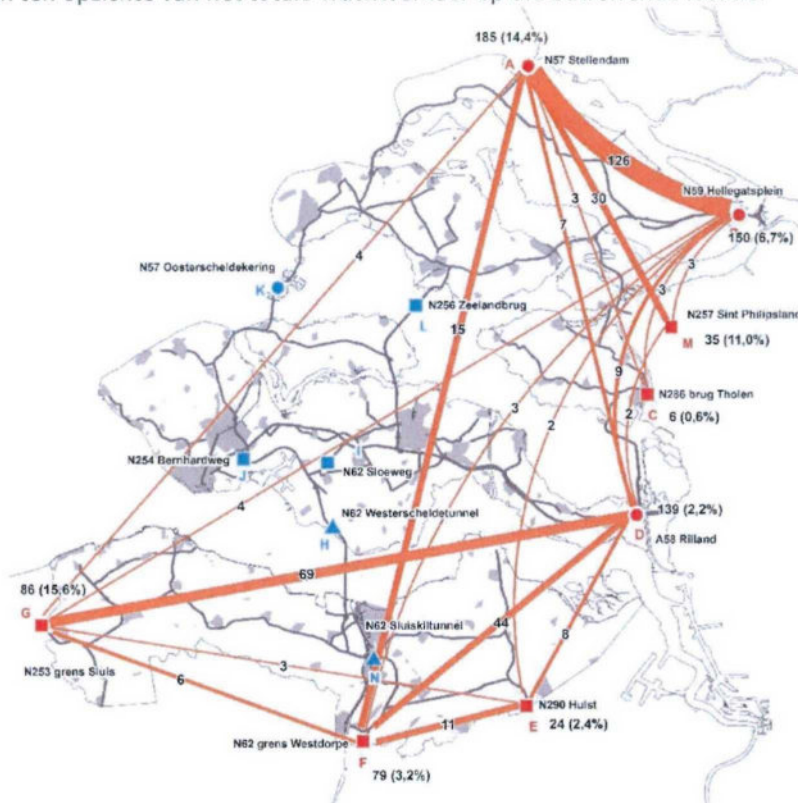 185 (14,4%)
A
N57 Stellendam
126
N59 Hellegatsplein
150 (6,7%)
3
30
7
3
3
4
N57 Oosterscheldekering
K
N256 Zeelandbrug
L
15
N257 Sint Philipsland
M
35 (11,0%)
9
N286 brug Tholen
C
6 (0,6%)
3
2
2
N254 Bernhardweg
J
I
N62 Sloeweg
4
N62 Westerscheldetunnel
H
139 (2,2%)
D
A58 Rilland
69
86 (15,6%)
G
N253 grens Sluis
N62 Sluiskiltunnel
N
44
8
3
6
N290 Hulst
E
24 (2,4%)
11
N62 grens Westdorpe
F
79 (3,2%)